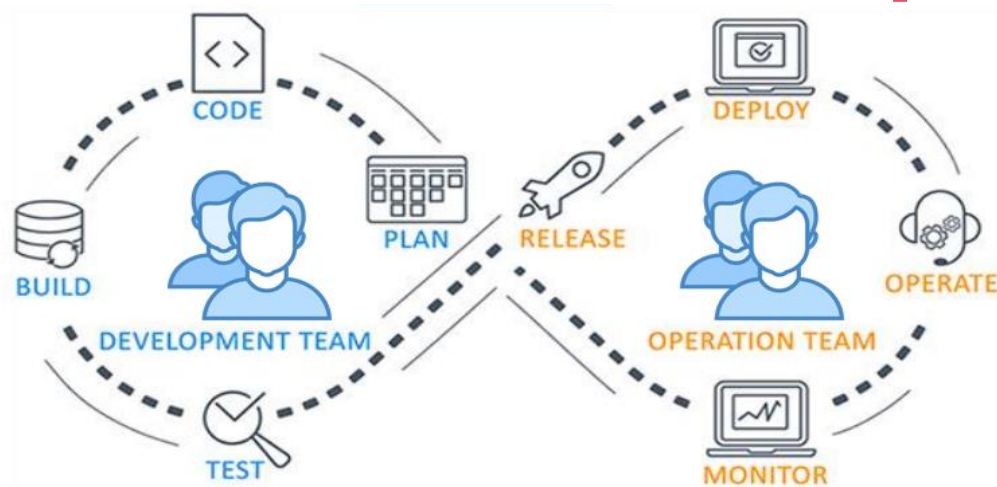 CODE
DEPLOY
PLAN
RELEASE
BUILD
OPERATE
DEVELOPMENT TEAM
OPERATION TEAM
TEST
MONITOR